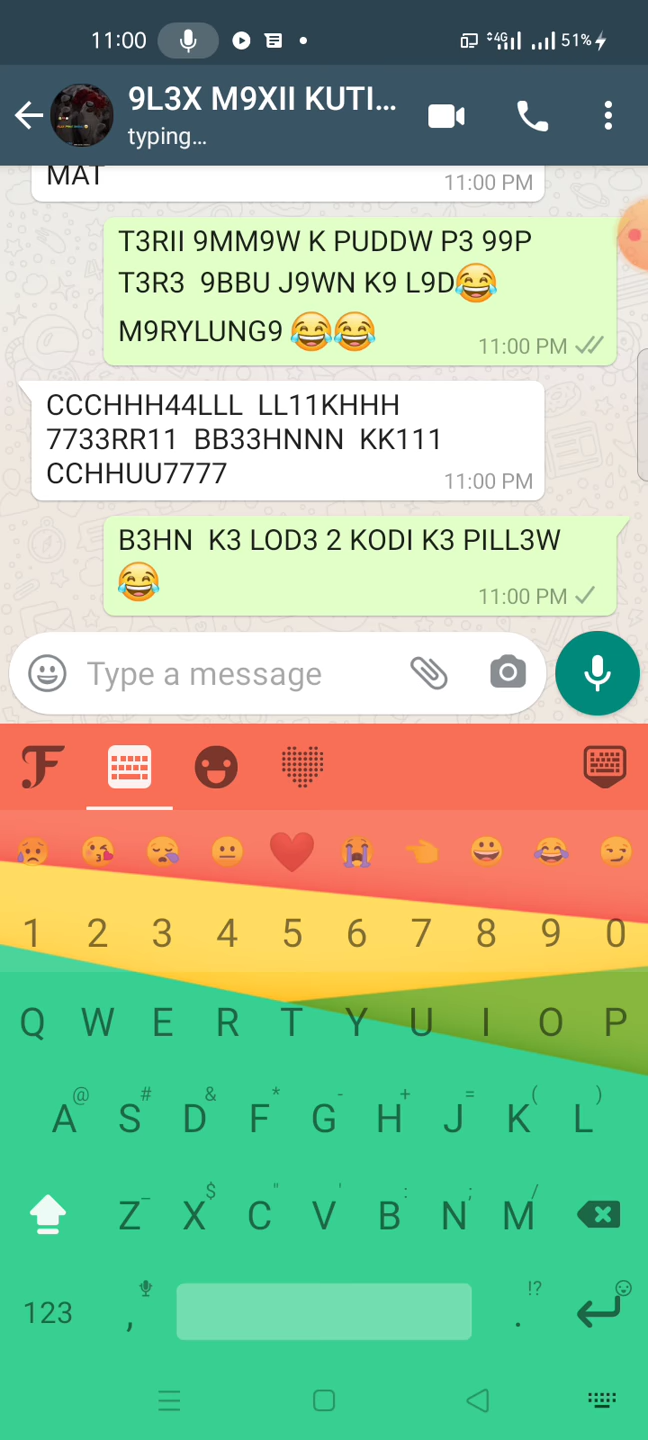 11:00
4G
51%
9L3X M9XII KUTI...
typing...
MAT
11:00 PM
T3RII 9MM9W K PUDDW P3 99P
T3R3 9BBU J9WN K9 L9D😂
M9RYLUNG9 😂😂
11:00 PM
CCCHHH44LLL LL11KHHH
7733RR11 BB33HNNN KK111
CCHHUU7777
11:00 PM
B3HN K3 LOD3 2 KODI K3 PILL3W
😂
11:00 PM
Type a message
F
1 2 3 4 5 6 7 8 9 0
Q W E R T Y U I O P
@ # & * - + = ( )
A S D F G H J K L
_ $ " ' : ; /
Z X C V B N M
!?
123 , .